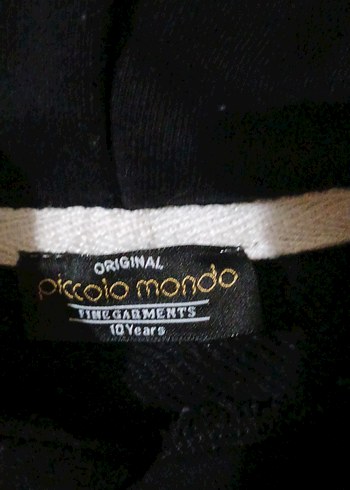 ORIGINAL
piccolo mondo
FINE GARMENTS
10 Years